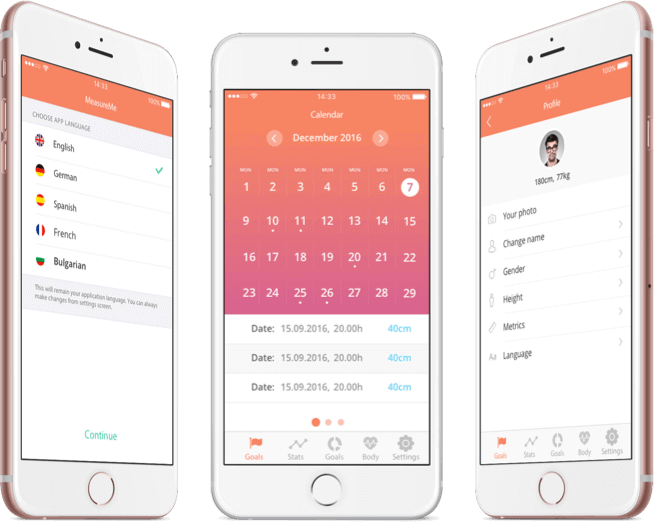 14:33
100%
MeasureMe
CHOOSE APP LANGUAGE
English
German
Spanish
French
Bulgarian
This will remain your application language. You can always
make changes from settings screen.
Continue
14:33
100%
Calendar
December 2016
MON MON MON MON MON MON MON
1 2 3 4 5 6 7
9 10 11 12 13 14 15
16 17 18 19 20 21 22
23 24 25 26 26 28 29
Date: 15.09.2016, 20.00h 40cm
Date: 15.09.2016, 20.00h 40cm
Date: 15.09.2016, 20.00h 40cm
Goals Stats Goals Body Settings
14:33
100%
Profile
180cm, 77kg
Your photo
Change name
Gender
Height
Metrics
Aa Language
Goals Stats Goals Body Settings